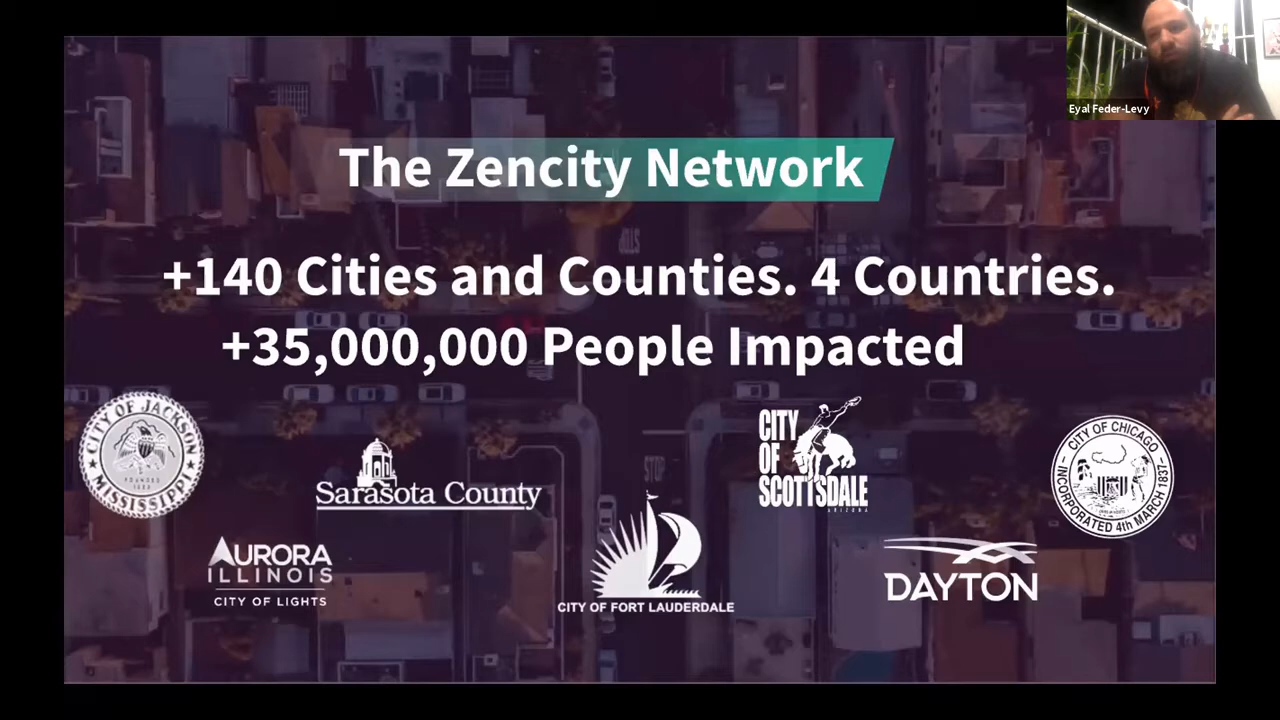 Eyal Feder-Levy
The Zencity Network
+140 Cities and Counties. 4 Countries.
+35,000,000 People Impacted
CITY OF JACKSON
MISSISSIPPI
SARASOTA COUNTY
CITY
OF
SCOTTSDALE
ARIZONA
CITY OF CHICAGO
INCORPORATED 4th MARCH 1837
AURORA
ILLINOIS
CITY OF LIGHTS
CITY OF FORT LAUDERDALE
DAYTON
STOP